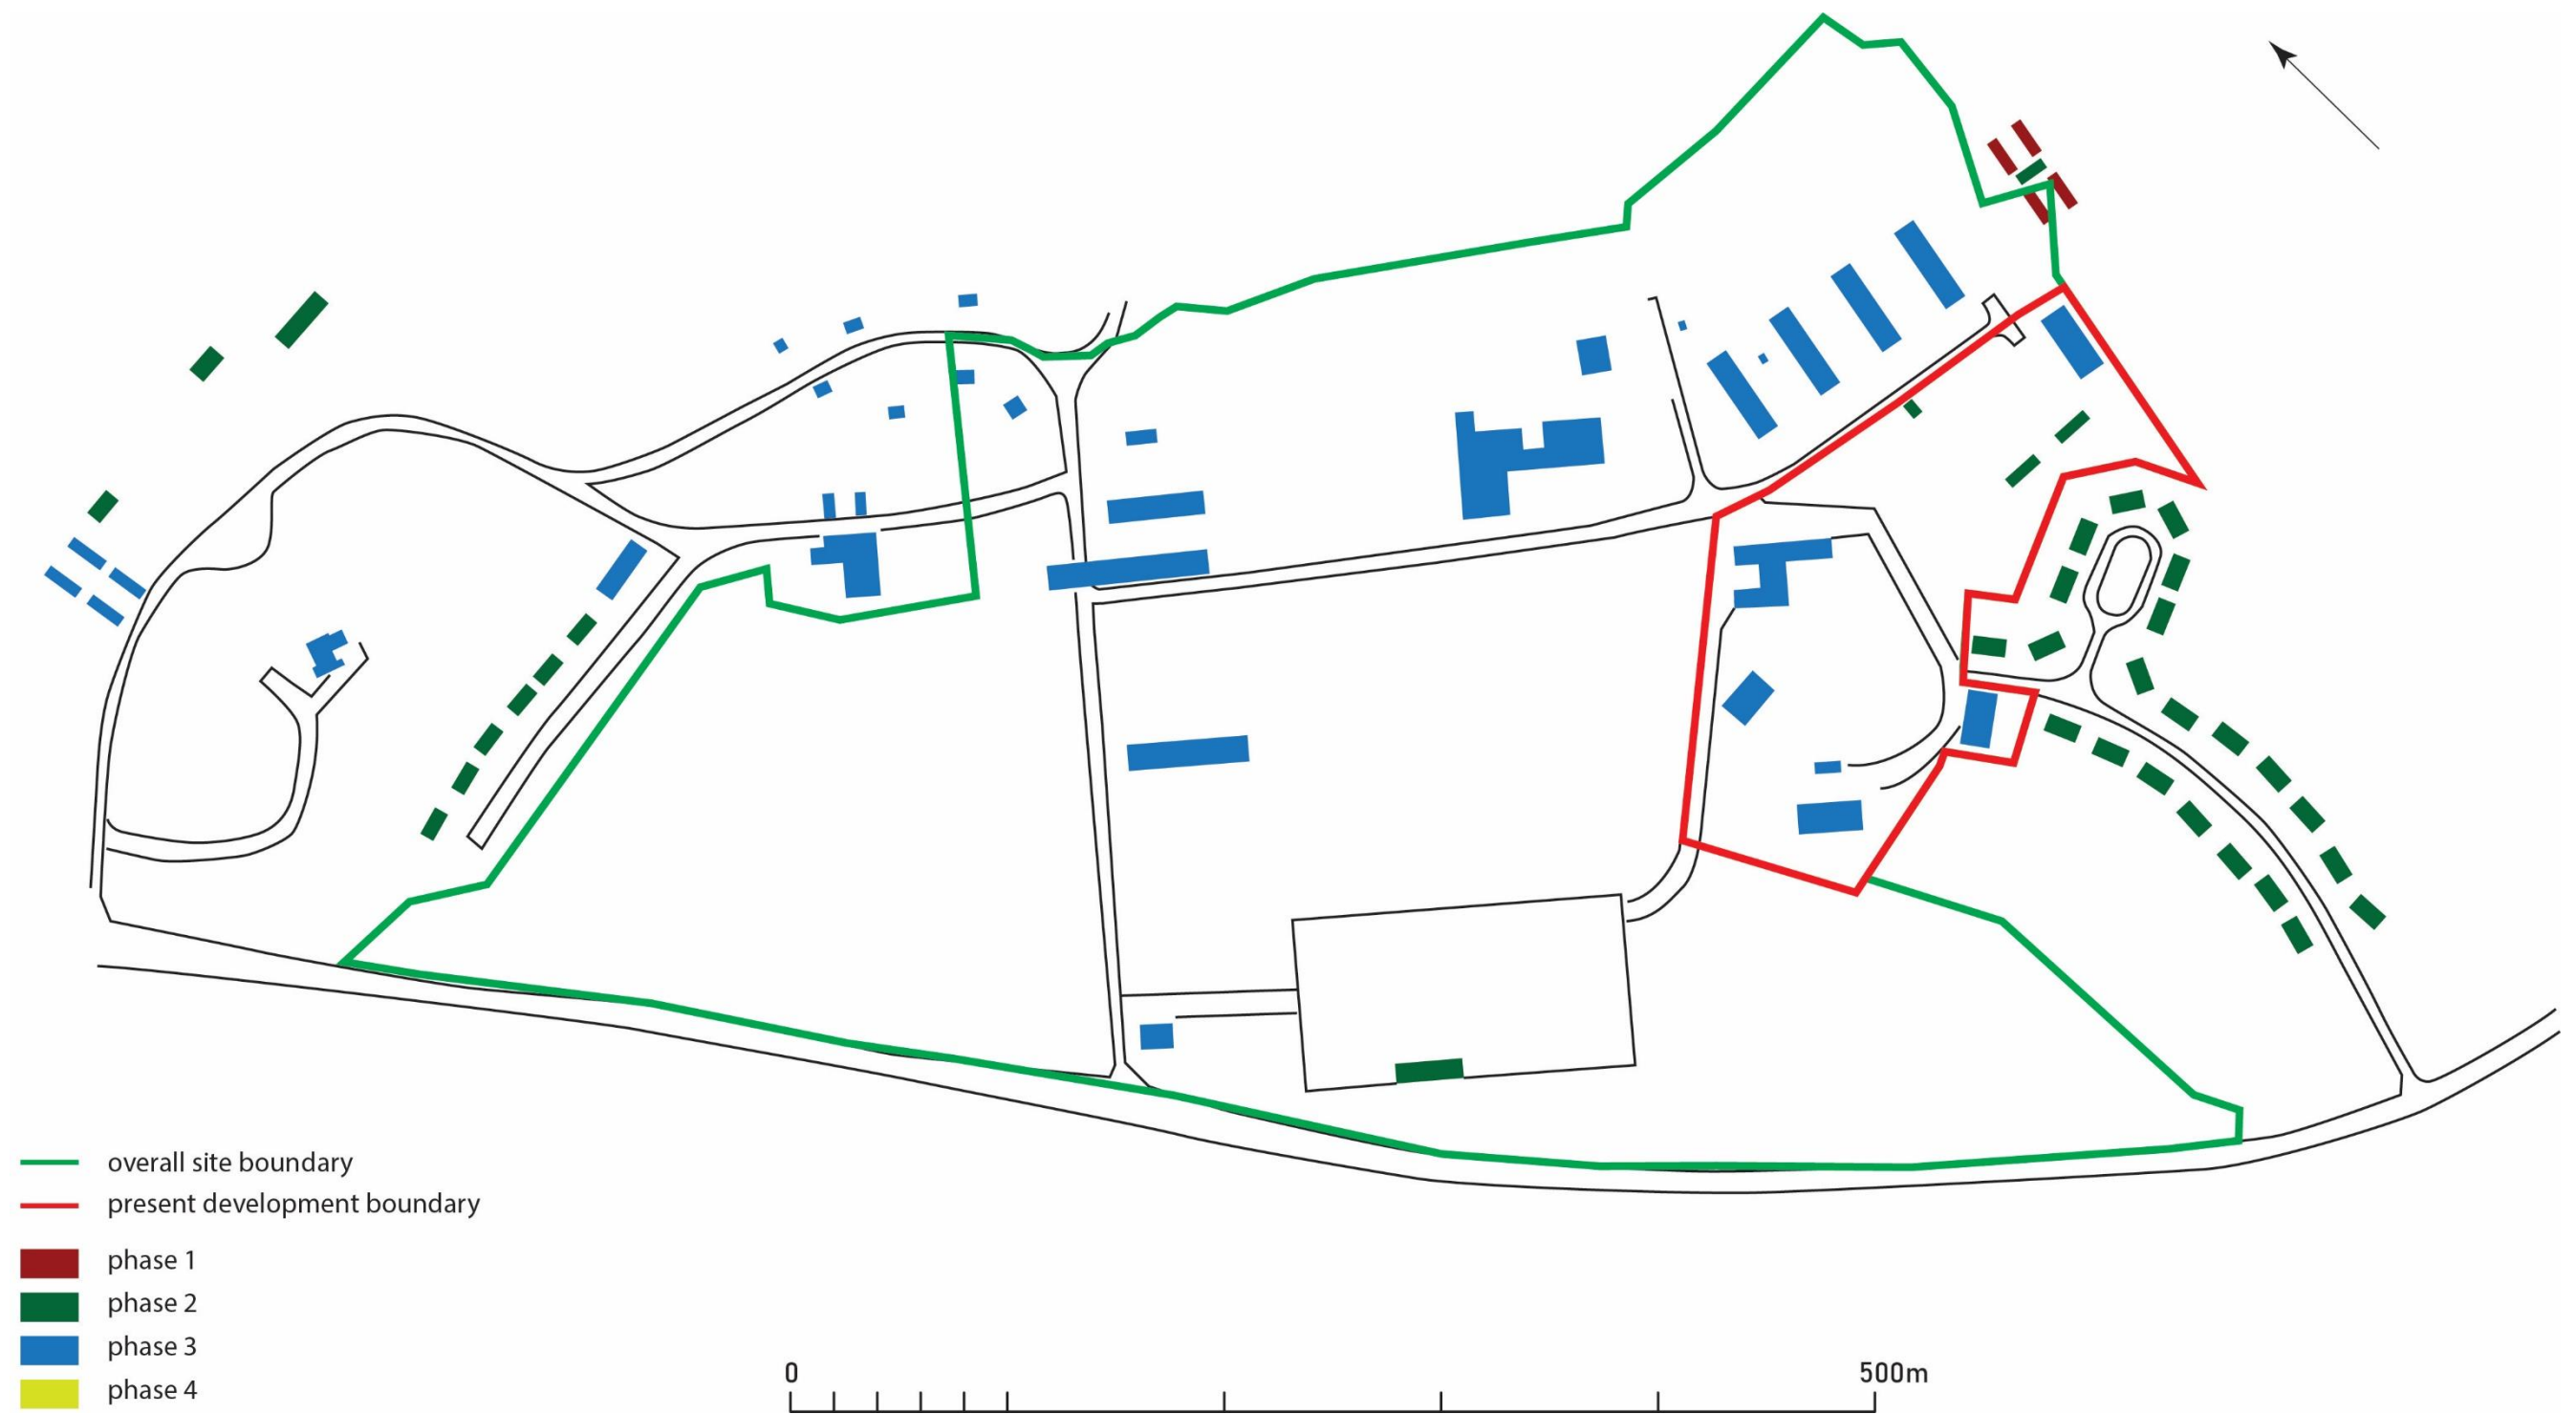 overall site boundary
present development boundary
phase 1
phase 2
phase 3
phase 4
0 500m